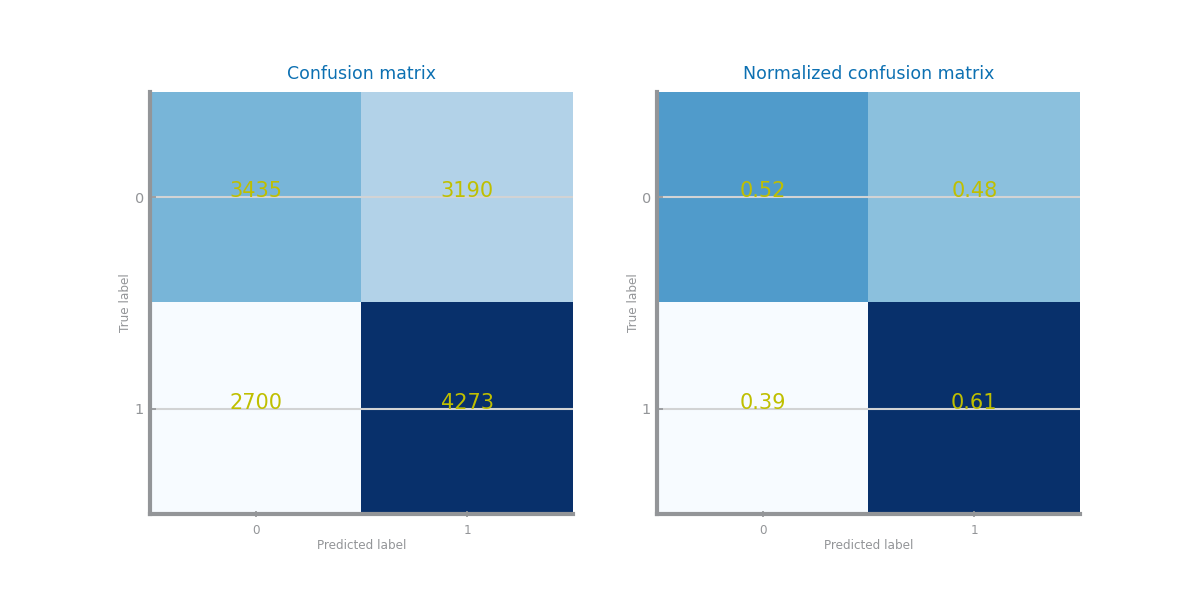 Confusion matrix
0
3435 3190
True label
1
2700 4273
0 1
Predicted label
Normalized confusion matrix
0
0.52 0.48
True label
1
0.39 0.61
0 1
Predicted label